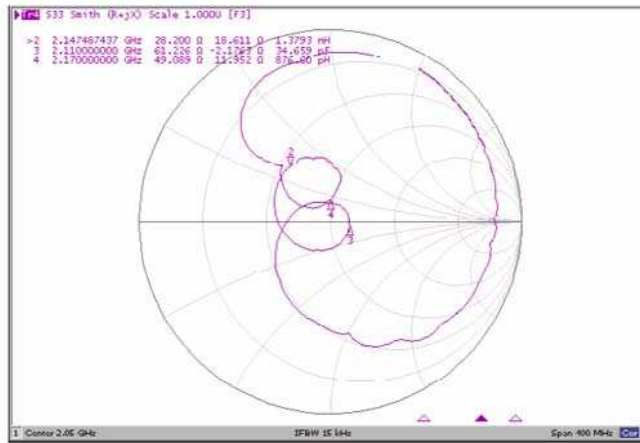 Tr4 S33 Smith (R+jX) Scale 1.000U [F3]
>2 2.147487437 GHz 28.200 Ω 18.611 Ω 1.3793 nH
3 2.110000000 GHz 61.226 Ω -2.1763 Ω 34.659 pF
4 2.170000000 GHz 49.089 Ω 11.952 Ω 876.60 pH
2
4
3
1 Center 2.05 GHz IFBW 15 kHz Span 400 MHz Cor